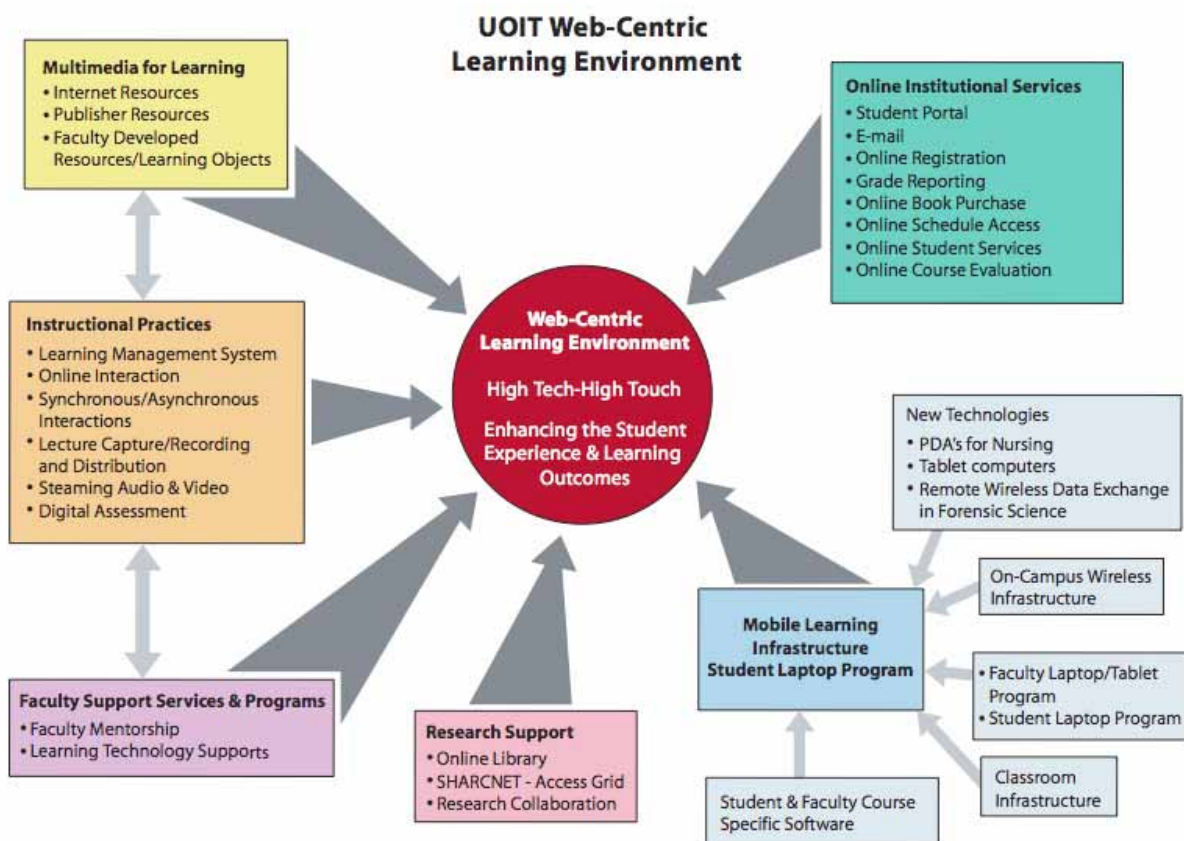 UOIT Web-Centric
Learning Environment
Multimedia for Learning
• Internet Resources
• Publisher Resources
• Faculty Developed
Resources/Learning Objects
Online Institutional Services
• Student Portal
• E-mail
• Online Registration
• Grade Reporting
• Online Book Purchase
• Online Schedule Access
• Online Student Services
• Online Course Evaluation
Instructional Practices
• Learning Management System
• Online Interaction
• Synchronous/Asynchronous
Interactions
• Lecture Capture/Recording
and Distribution
• Steaming Audio & Video
• Digital Assessment
Web-Centric
Learning Environment
High Tech-High Touch
Enhancing the Student
Experience & Learning
Outcomes
New Technologies
• PDA's for Nursing
• Tablet computers
• Remote Wireless Data Exchange
in Forensic Science
On-Campus Wireless
Infrastructure
Mobile Learning
Infrastructure
Student Laptop Program
• Faculty Laptop/Tablet
Program
• Student Laptop Program
Faculty Support Services & Programs
• Faculty Mentorship
• Learning Technology Supports
Research Support
• Online Library
• SHARCNET - Access Grid
• Research Collaboration
Student & Faculty Course
Specific Software
Classroom
Infrastructure